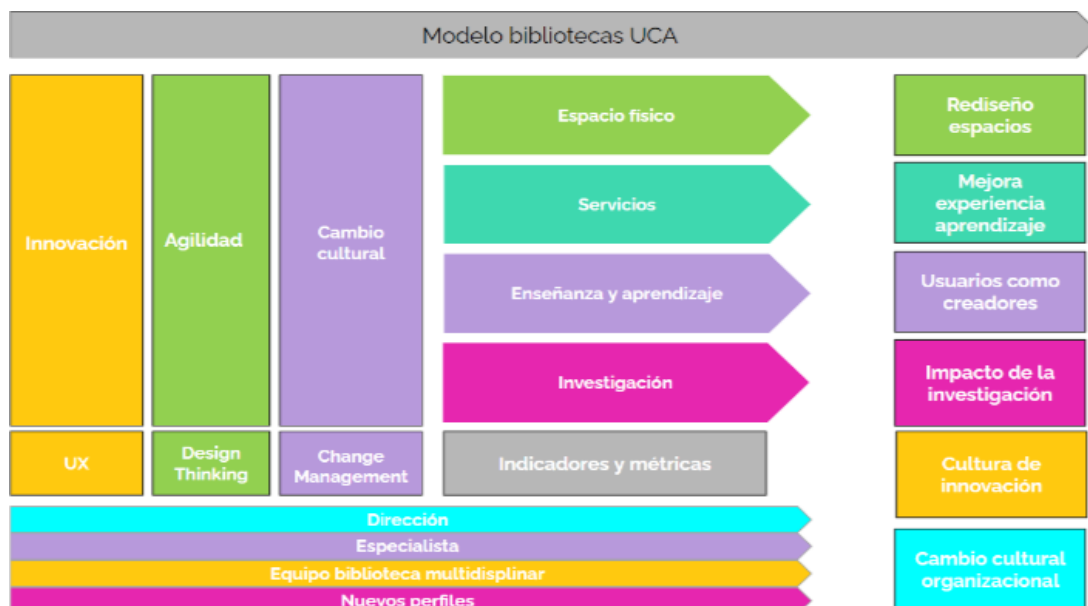 Modelo bibliotecas UCA
Innovación
Agilidad
Cambio
cultural
Espacio físico
Servicios
Enseñanza y aprendizaje
Investigación
Rediseño
espacios
Mejora
experiencia
aprendizaje
Usuarios como
creadores
Impacto de la
investigación
UX
Design
Thinking
Change
Management
Indicadores y métricas
Cultura de
innovación
Dirección
Especialista
Equipo biblioteca multidisplinar
Nuevos perfiles
Cambio cultural
organizacional